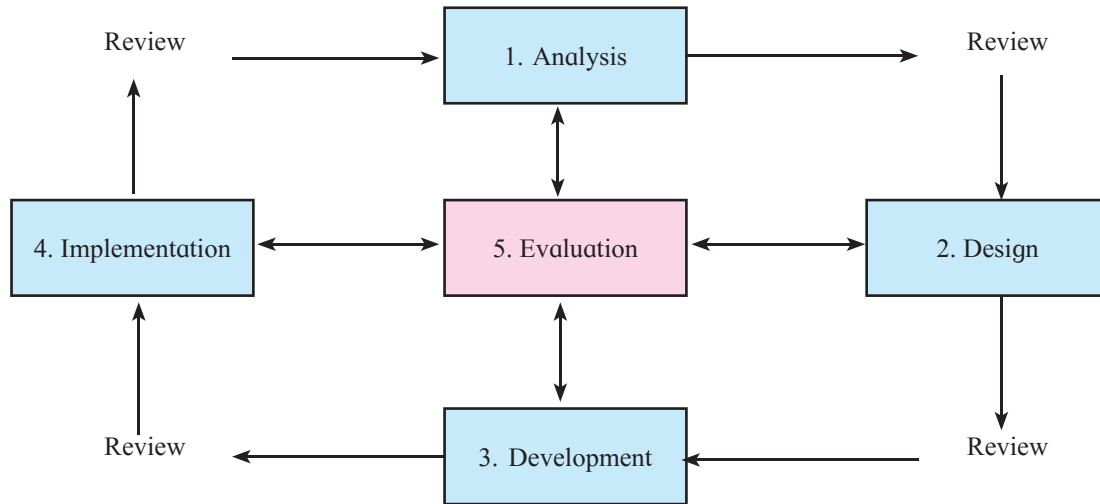 Review
1. Analysis
Review
4. Implementation
5. Evaluation
2. Design
Review
3. Development
Review